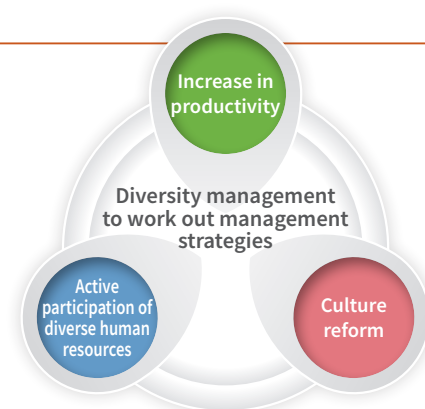 Increase in
productivity
Diversity management
to work out management
strategies
Active
participation of
diverse human
resources
Culture
reform